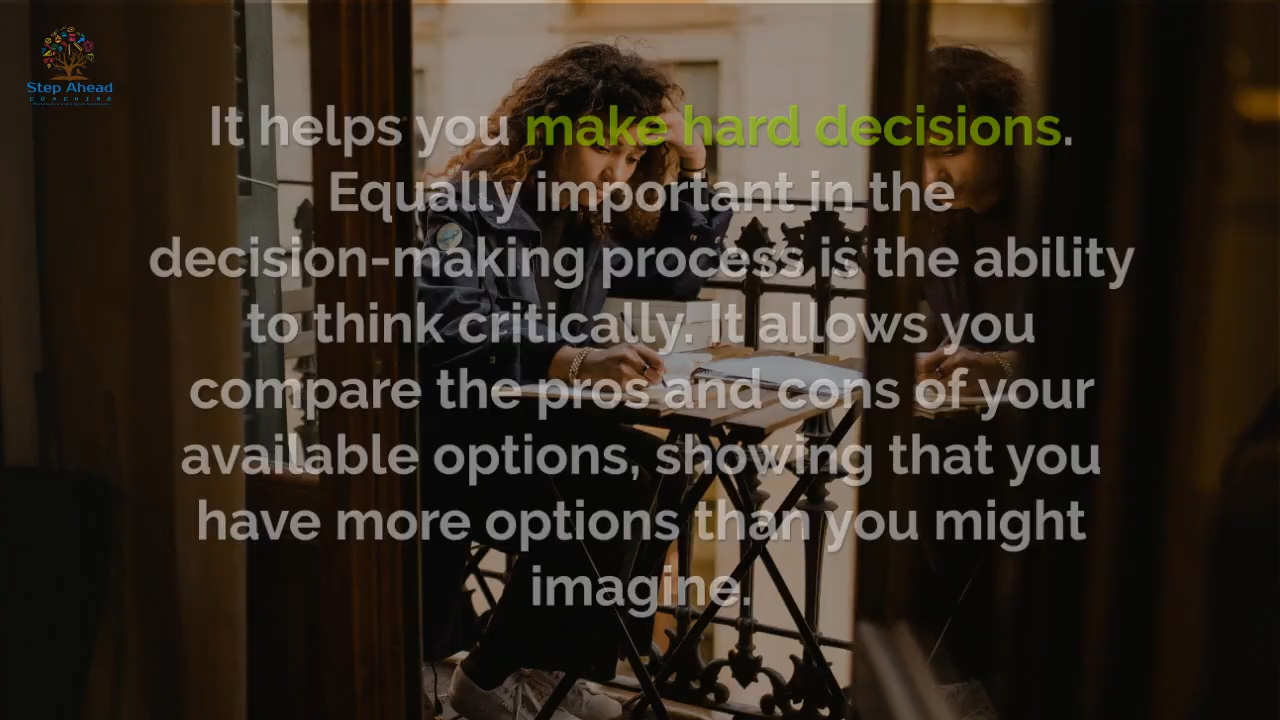 Step Ahead
COACHING
It helps you make hard decisions.
Equally important in the
decision-making process is the ability
to think critically. It allows you
compare the pros and cons of your
available options, showing that you
have more options than you might
imagine.